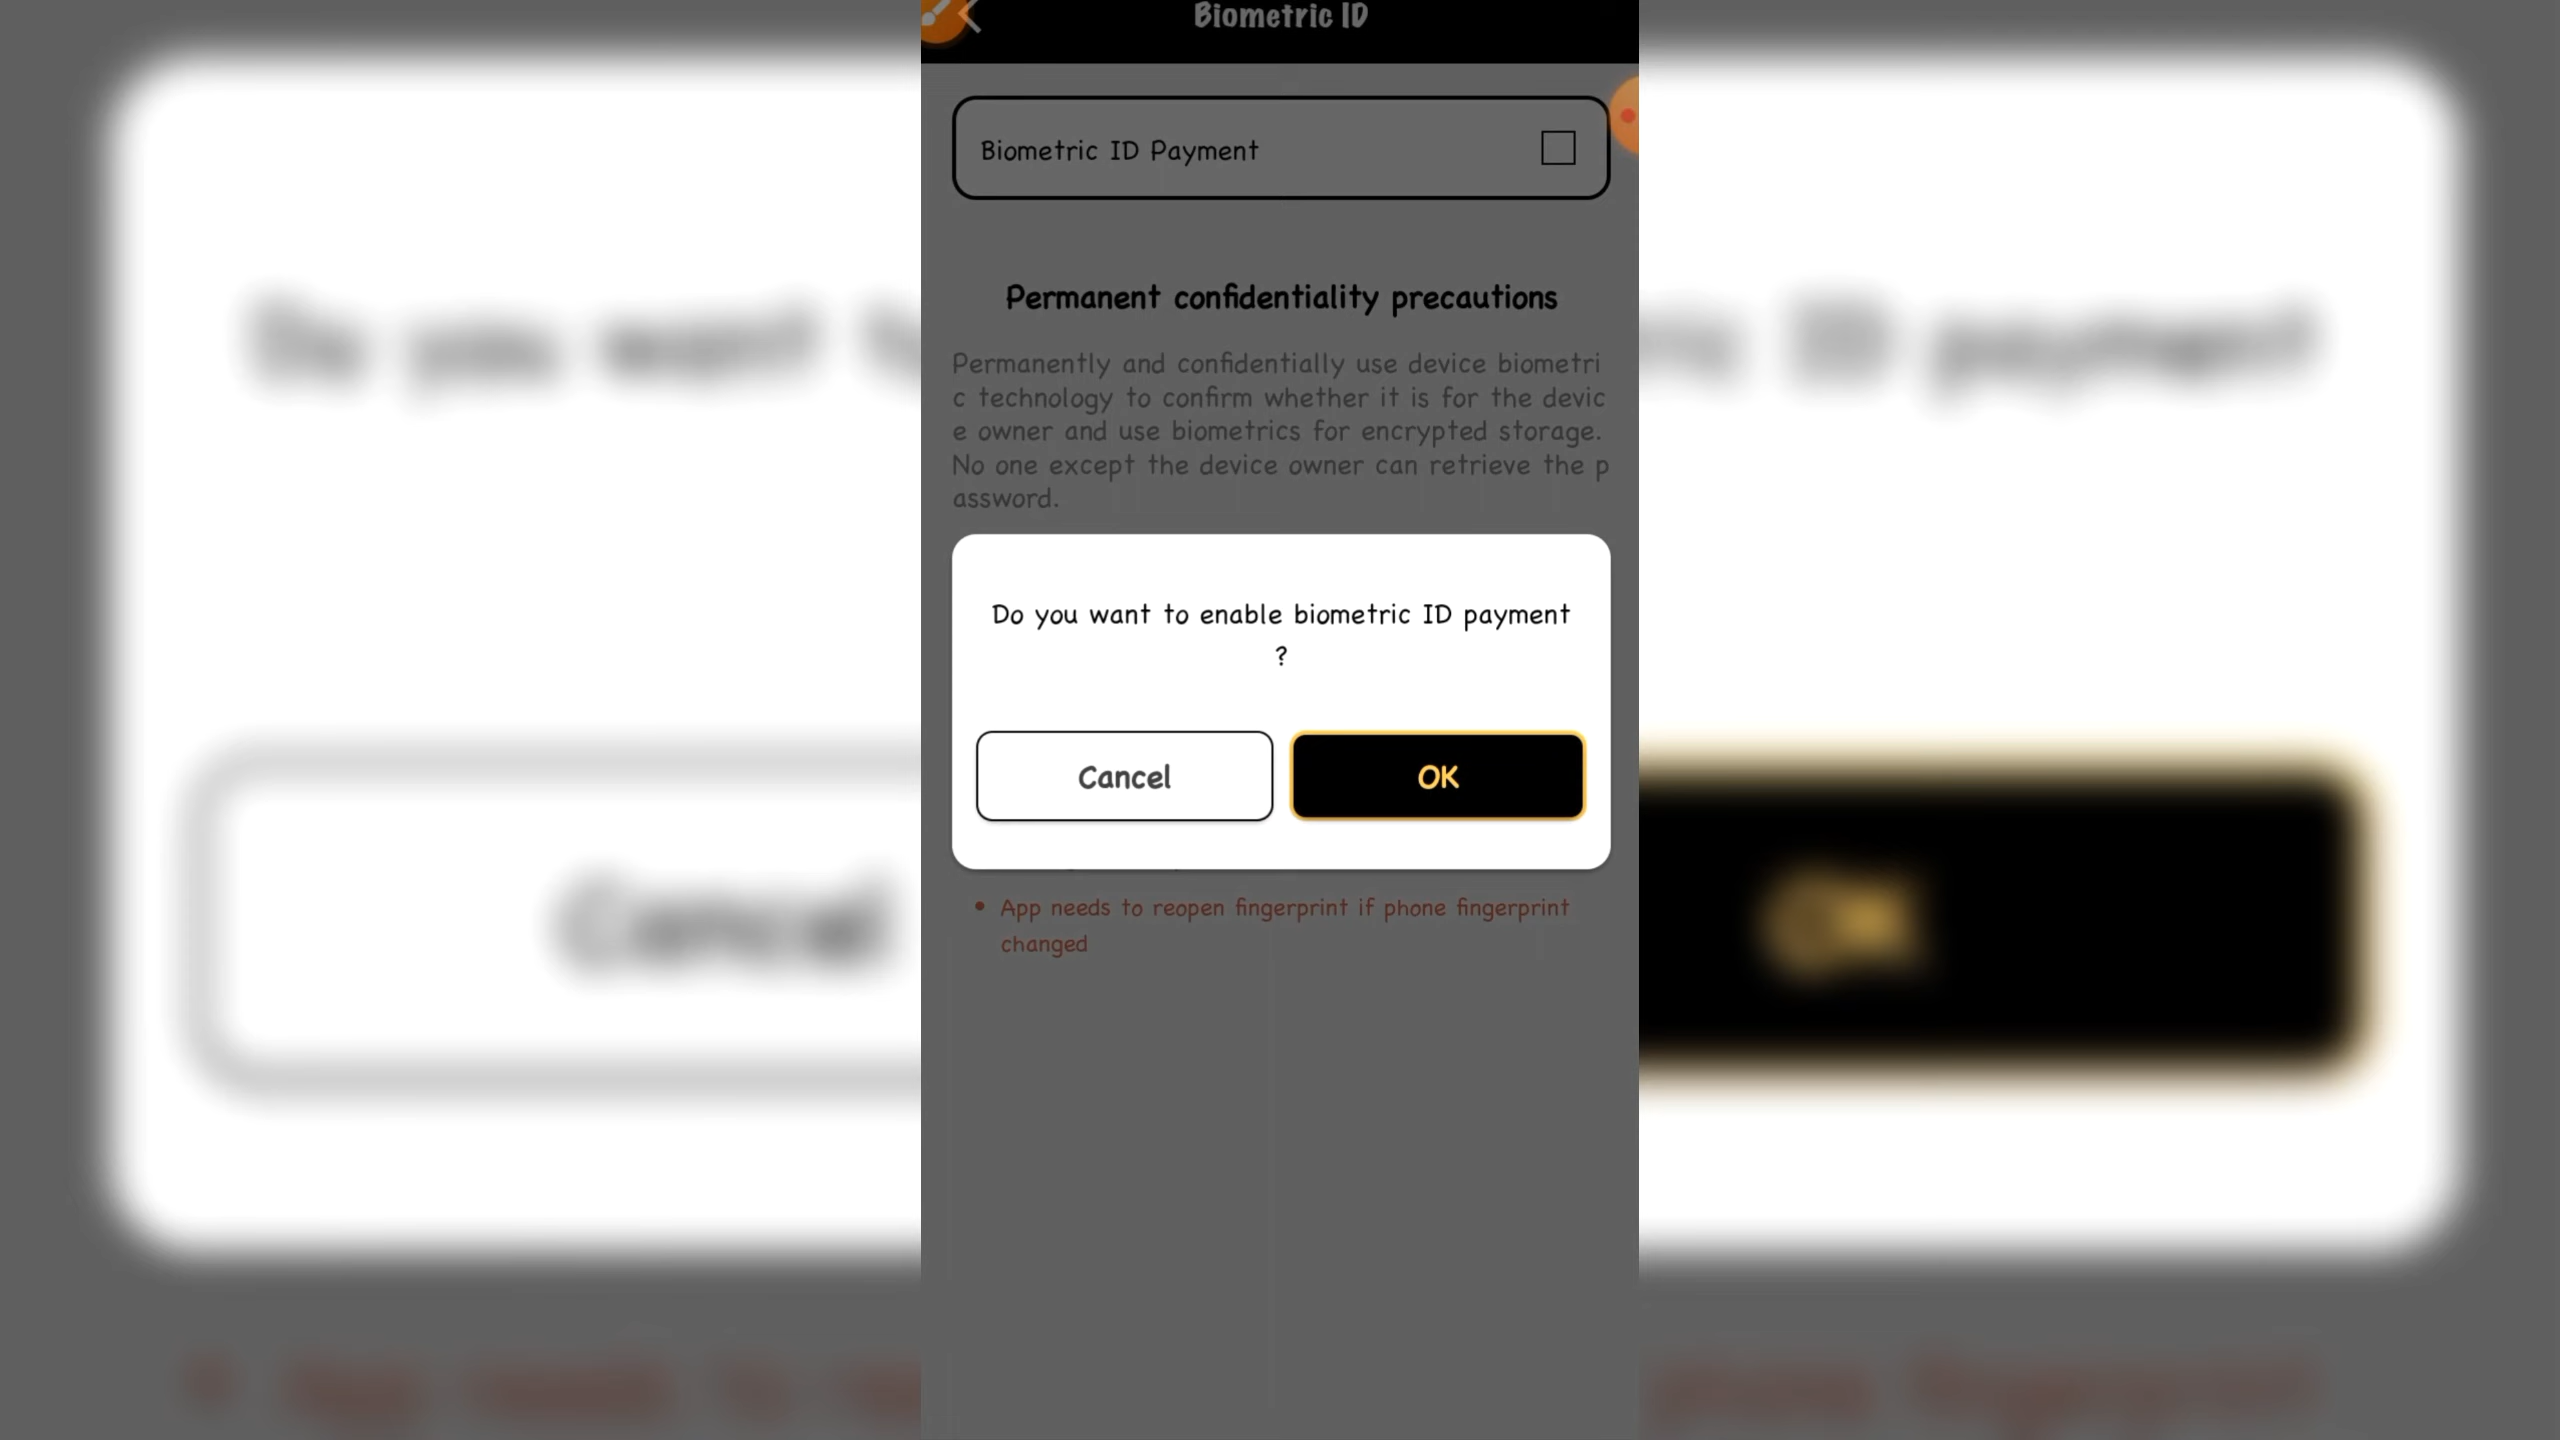 Biometric ID
Biometric ID Payment
Permanent confidentiality precautions
Permanently and confidentially use device biometri
c technology to confirm whether it is for the devic
e owner and use biometrics for encrypted storage.
No one except the device owner can retrieve the p
assword.
Do you want to enable biometric ID payment
?
Cancel
OK
• App needs to reopen fingerprint if phone fingerprint
changed